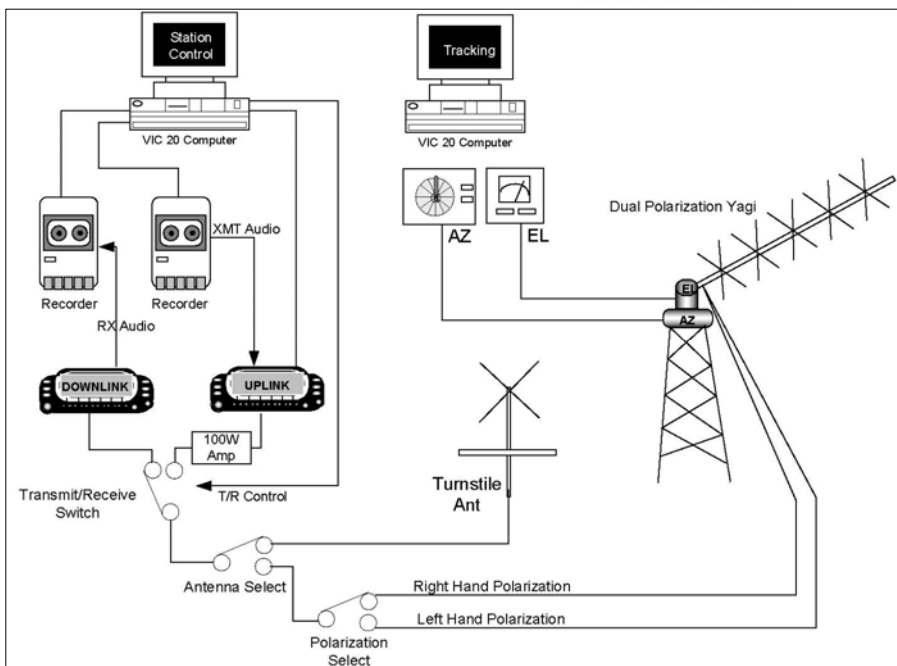 Station
Control
Tracking
VIC 20 Computer
VIC 20 Computer
Dual Polarization Yagi
XMT Audio
AZ
EL
Recorder
Recorder
EL
AZ
RX Audio
DOWNLINK
UPLINK
100W
Amp
Transmit/Receive
Switch
T/R Control
Turnstile
Ant
Antenna Select
Right Hand Polarization
Left Hand Polarization
Polarization
Select